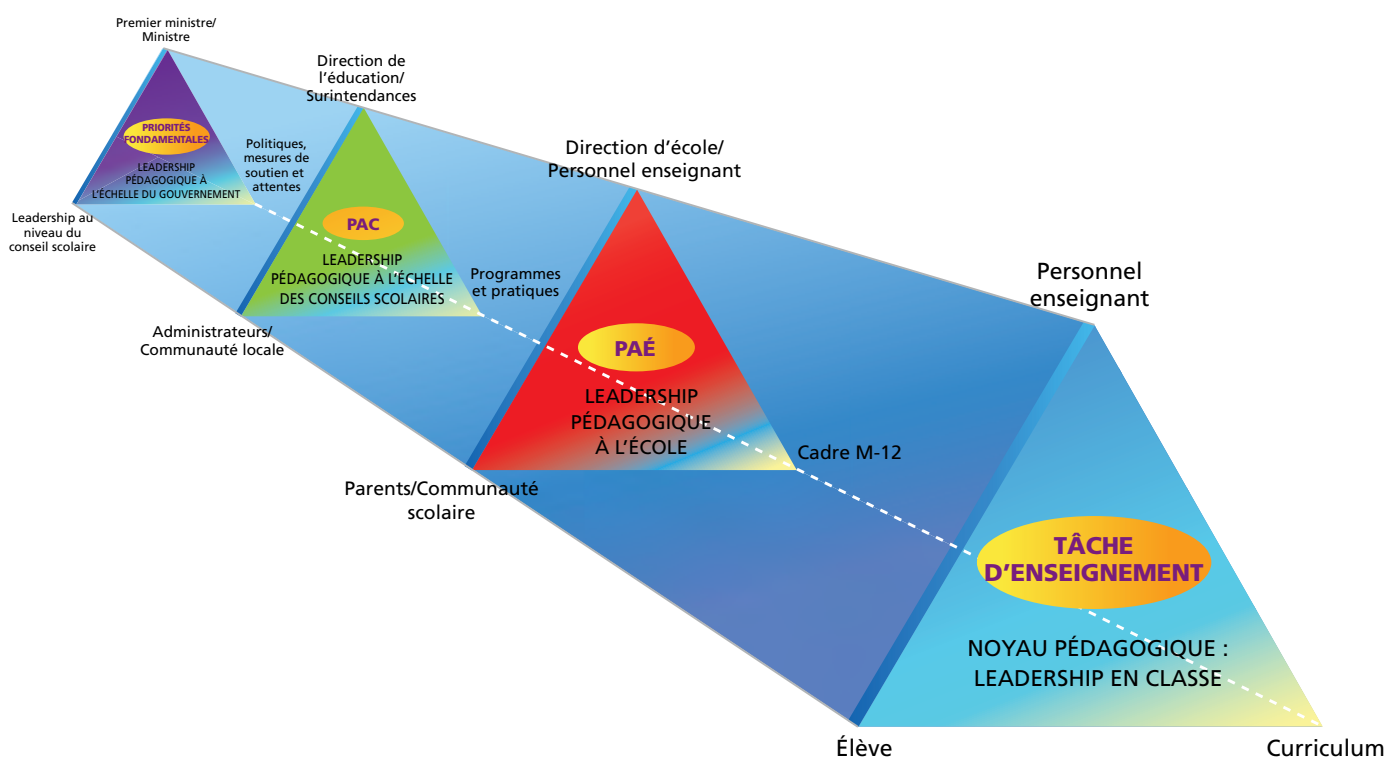 Premier ministre/
Ministre
PRIORITÉS
FONDAMENTALES
LEADERSHIP
PÉDAGOGIQUE À
L'ÉCHELLE DU GOUVERNEMENT
Leadership au
niveau du
conseil scolaire
Politiques,
mesures de
soutien et
attentes
Direction de
l'éducation/
Surintendances
PAC
LEADERSHIP
PÉDAGOGIQUE À L'ÉCHELLE
DES CONSEILS SCOLAIRES
Administrateurs/
Communauté locale
Programmes
et pratiques
Direction d'école/
Personnel enseignant
PAÉ
LEADERSHIP
PÉDAGOGIQUE
À L'ÉCOLE
Parents/Communauté
scolaire
Cadre M-12
Personnel
enseignant
TÂCHE
D'ENSEIGNEMENT
NOYAU PÉDAGOGIQUE :
LEADERSHIP EN CLASSE
Élève
Curriculum